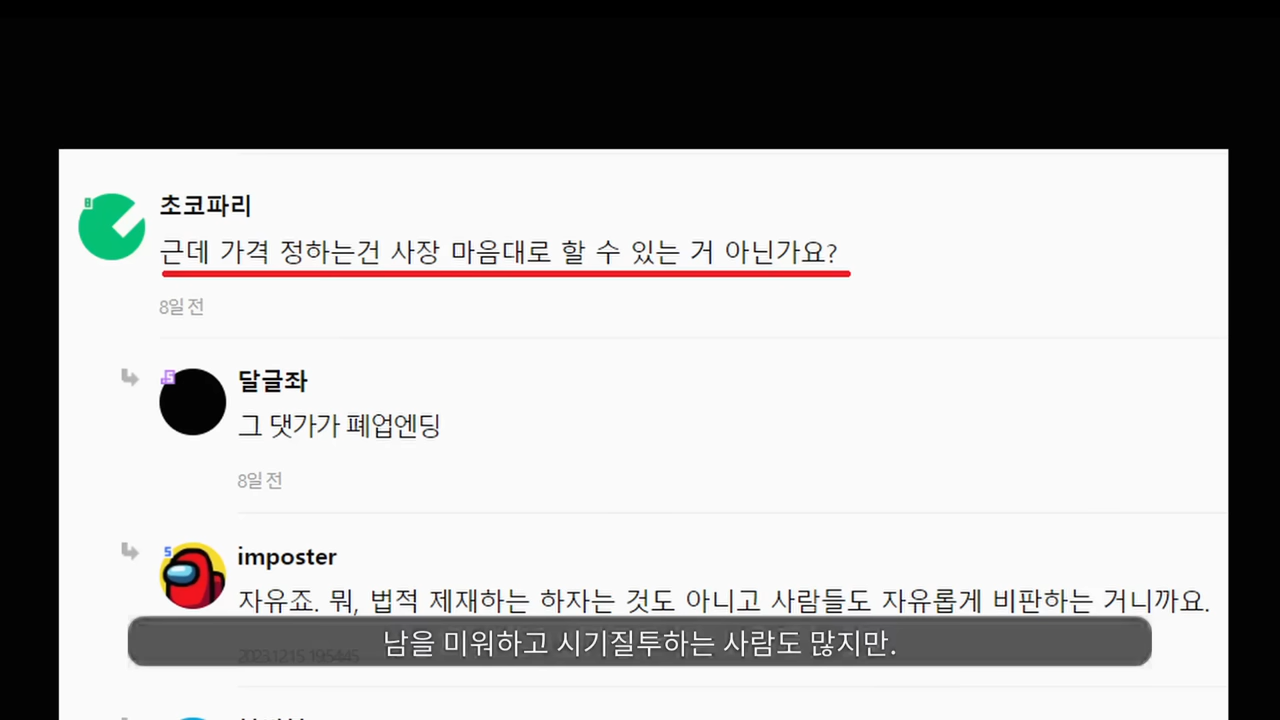 초코파리
근데 가격 정하는건 사장 마음대로 할 수 있는 거 아닌가요?
8일 전
달글좌
그 댓가가 폐업엔딩
8일 전
imposter
자유죠. 뭐, 법적 제재하는 하자는 것도 아니고 사람들도 자유롭게 비판하는 거니까요.
남을 미워하고 시기질투하는 사람도 많지만.